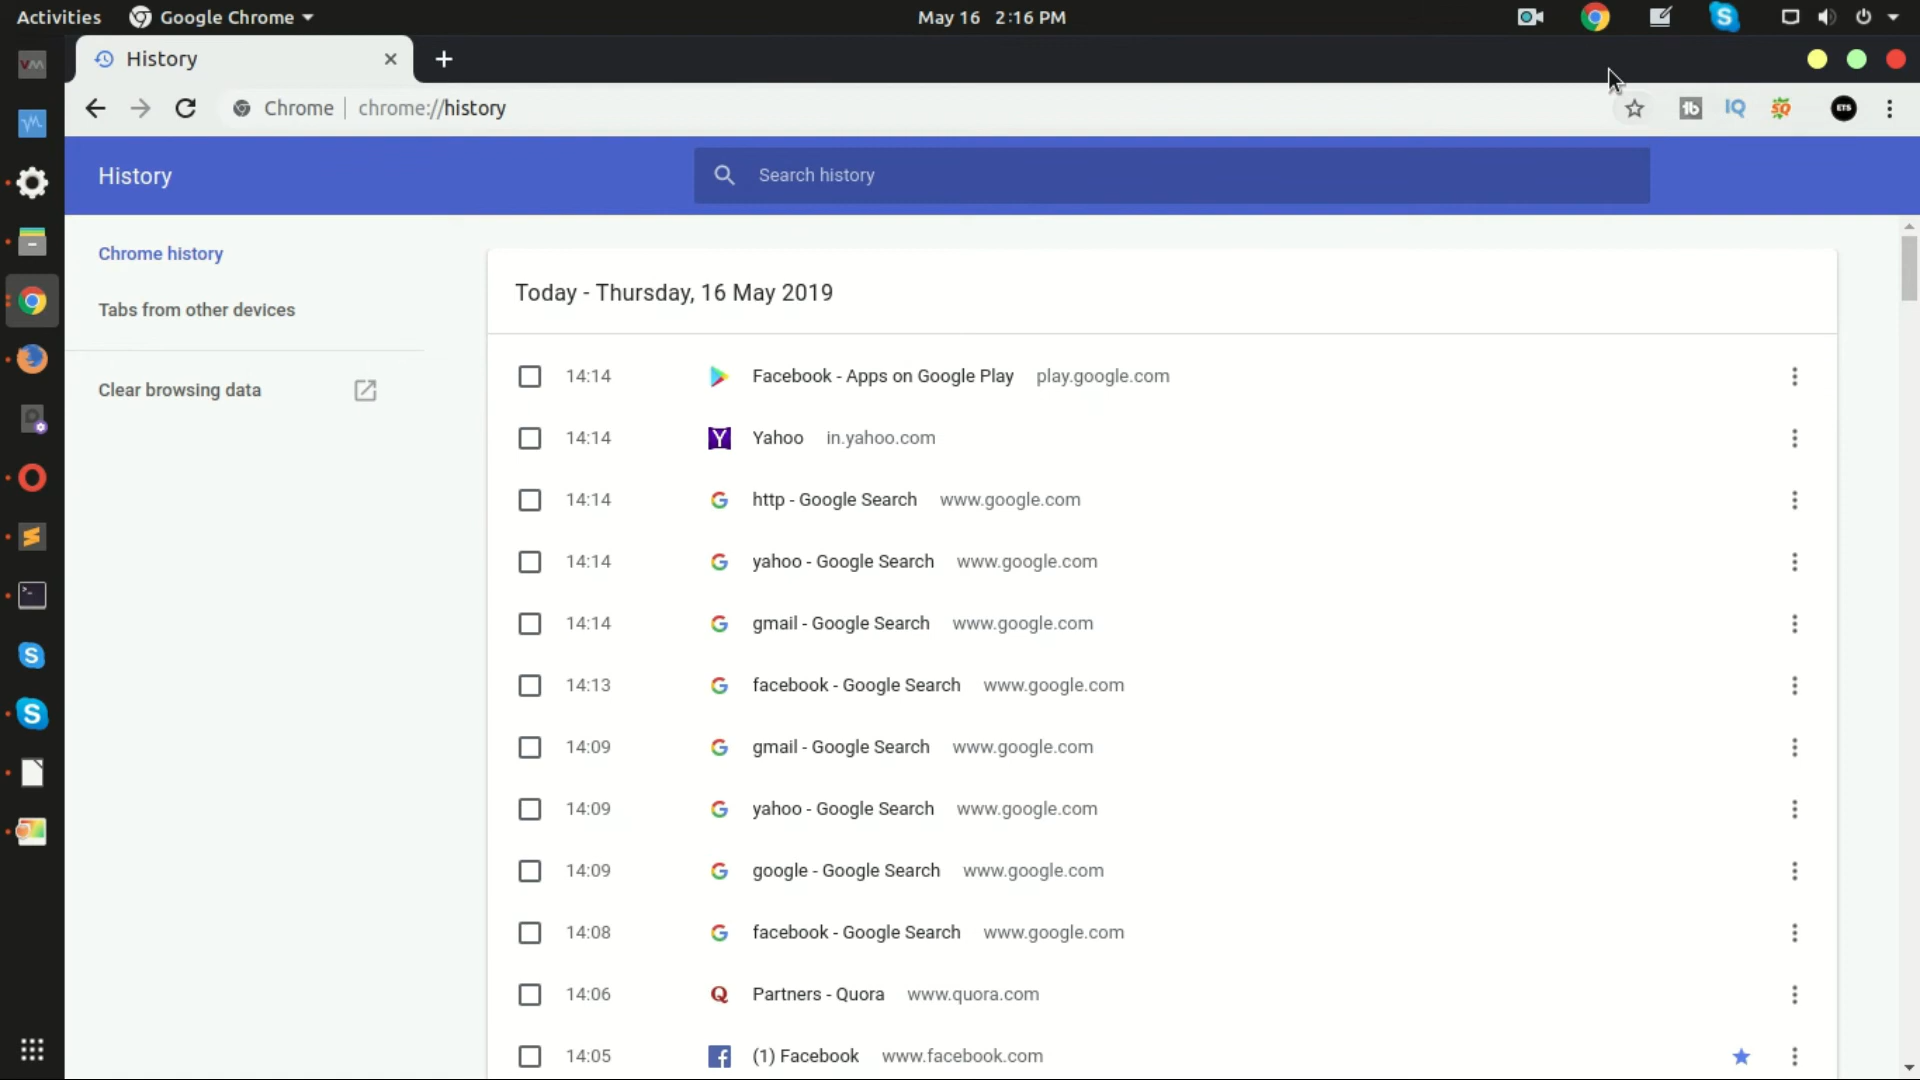 Activities Google Chrome May 16 2:16 PM
History
Chrome chrome://history
History Search history
Chrome history
Tabs from other devices
Clear browsing data
Today - Thursday, 16 May 2019
14:14 Facebook - Apps on Google Play play.google.com
14:14 Yahoo in.yahoo.com
14:14 http - Google Search www.google.com
14:14 yahoo - Google Search www.google.com
14:14 gmail - Google Search www.google.com
14:13 facebook - Google Search www.google.com
14:09 gmail - Google Search www.google.com
14:09 yahoo - Google Search www.google.com
14:09 google - Google Search www.google.com
14:08 facebook - Google Search www.google.com
14:06 Partners - Quora www.quora.com
14:05 (1) Facebook www.facebook.com